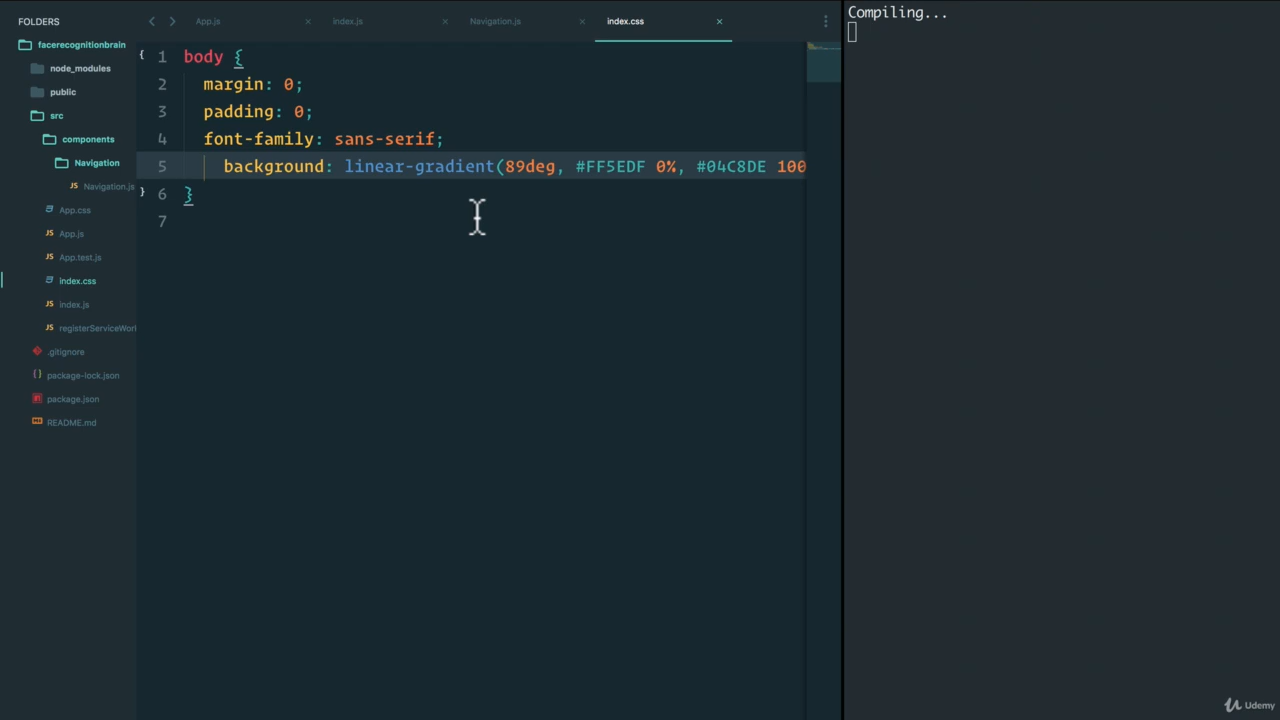 FOLDERS
facerecognitionbrain
node_modules
public
src
components
Navigation
Navigation.js
App.css
App.js
App.test.js
index.css
index.js
registerServiceWorl
.gitignore
package-lock.json
package.json
README.md
App.js × index.js × Navigation.js × index.css ×
1 body {
2 margin: 0;
3 padding: 0;
4 font-family: sans-serif;
5 background: linear-gradient(89deg, #FF5EDF 0%, #04C8DE 100
6 }
7
Compiling...
Udemy